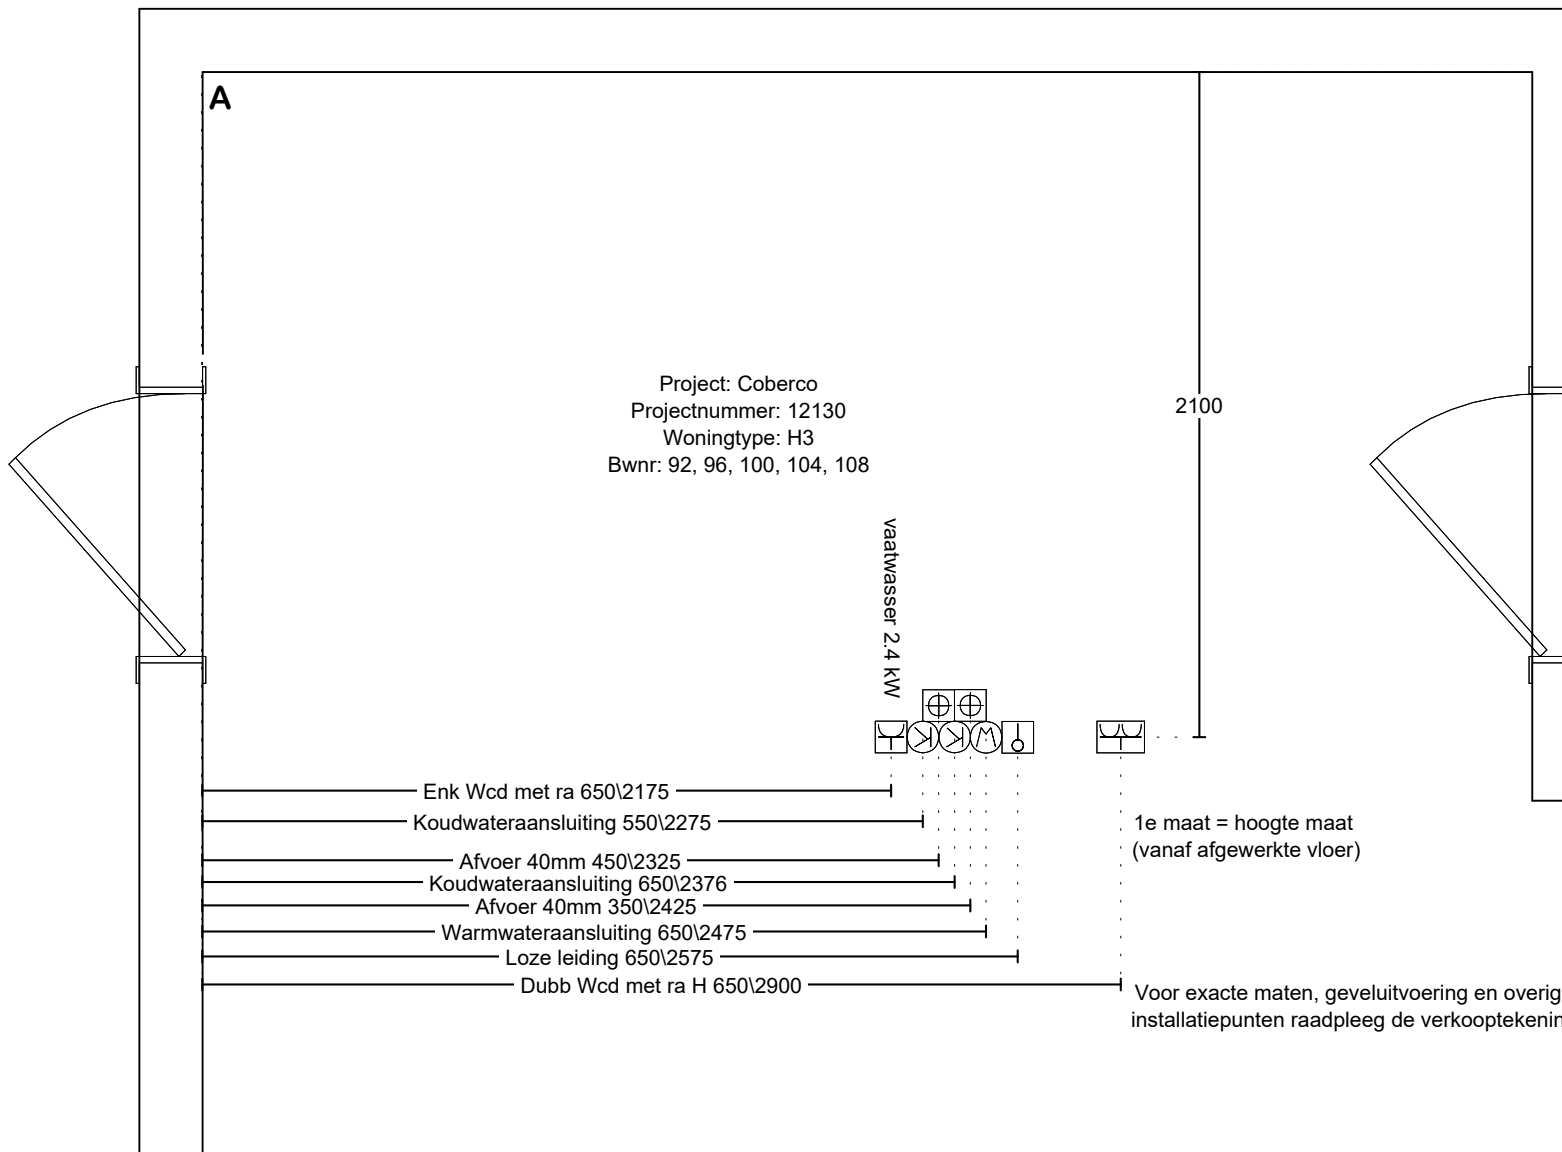 A
Project: Coberco
Projectnummer: 12130
Woningtype: H3
Bwnr: 92, 96, 100, 104, 108
2100
vaatwasser 2.4 kW
Enk Wcd met ra 650\2175
Koudwateraansluiting 550\2275
1e maat = hoogte maat
(vanaf afgewerkte vloer)
Afvoer 40mm 450\2325
Koudwateraansluiting 650\2376
Afvoer 40mm 350\2425
Warmwateraansluiting 650\2475
Loze leiding 650\2575
Dubb Wcd met ra H 650\2900
Voor exacte maten, geveluitvoering en overig
installatiepunten raadpleeg de verkooptekenin